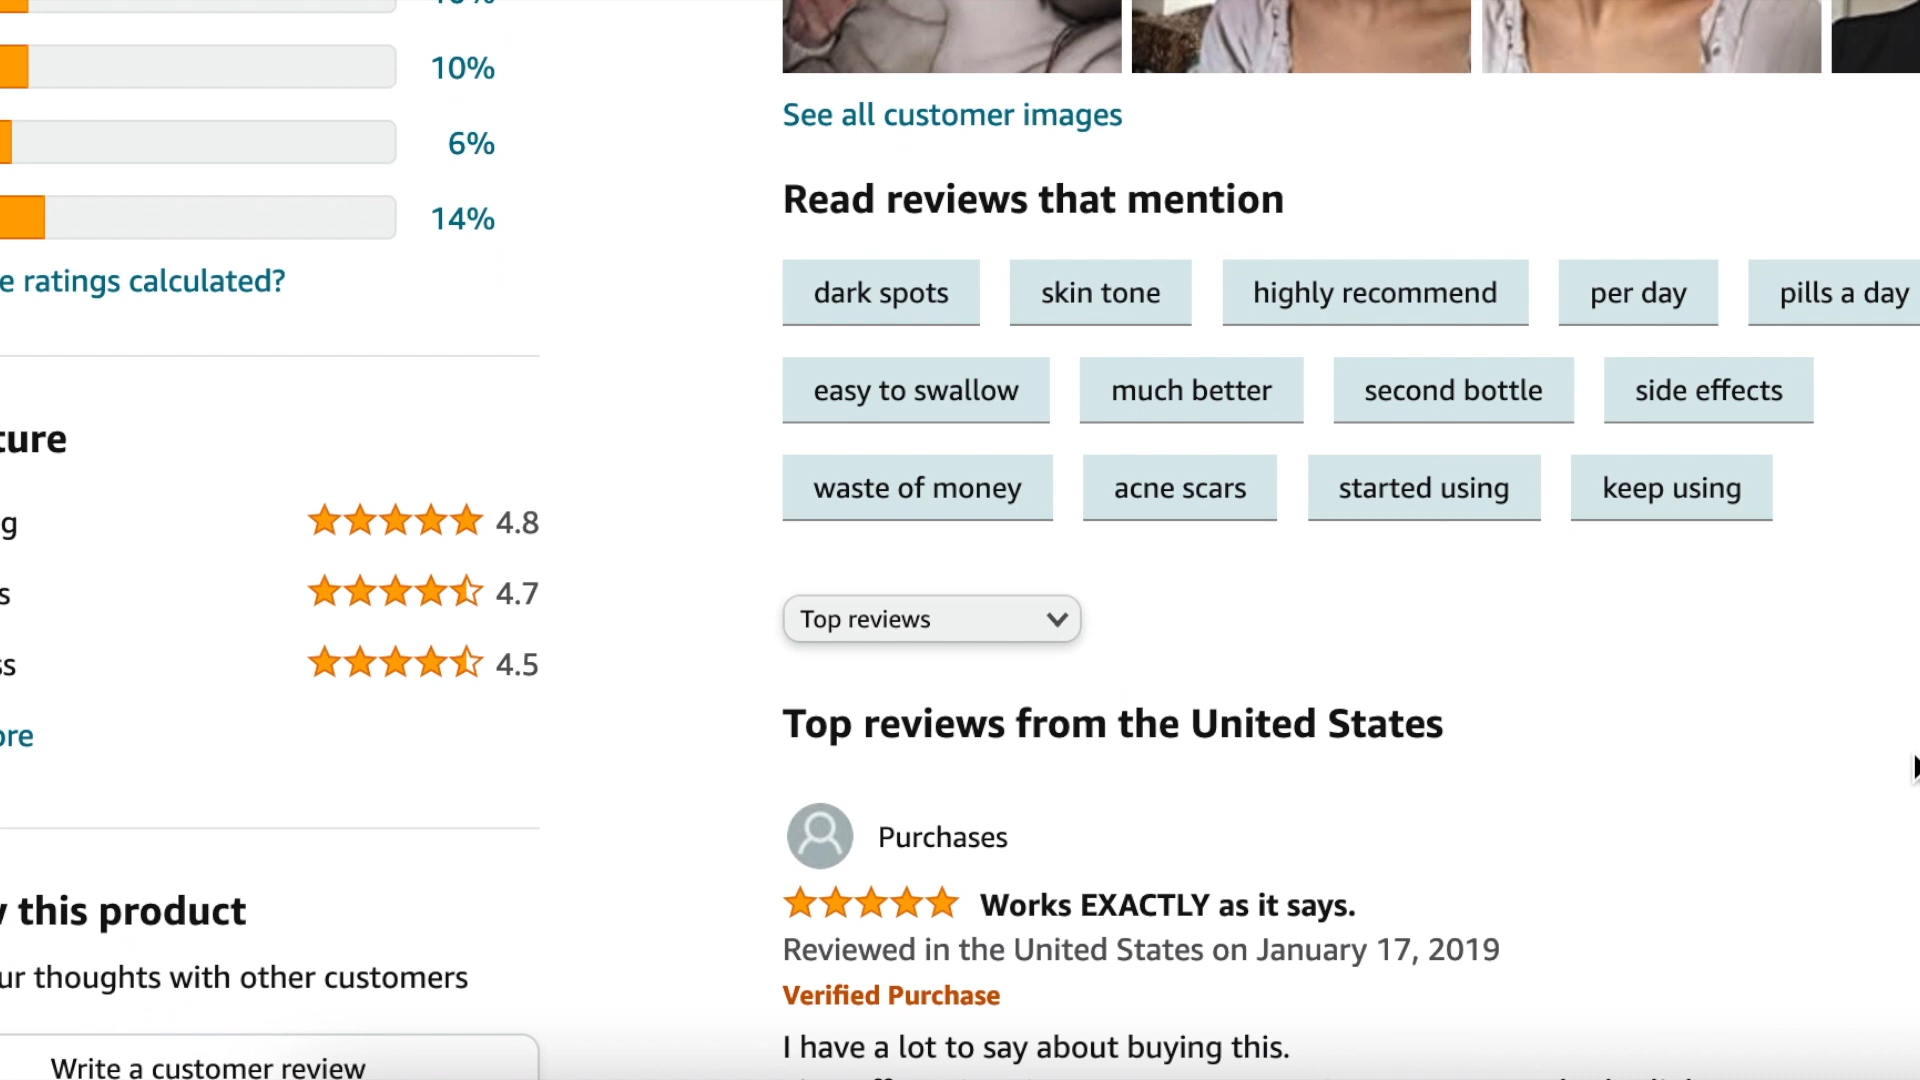 10%
6%
14%
e ratings calculated?
ture
g 4.8
s 4.7
ss 4.5
ore
this product
ur thoughts with other customers
Write a customer review
See all customer images
Read reviews that mention
dark spots skin tone highly recommend per day pills a day
easy to swallow much better second bottle side effects
waste of money acne scars started using keep using
Top reviews
Top reviews from the United States
Purchases
Works EXACTLY as it says.
Reviewed in the United States on January 17, 2019
Verified Purchase
I have a lot to say about buying this.